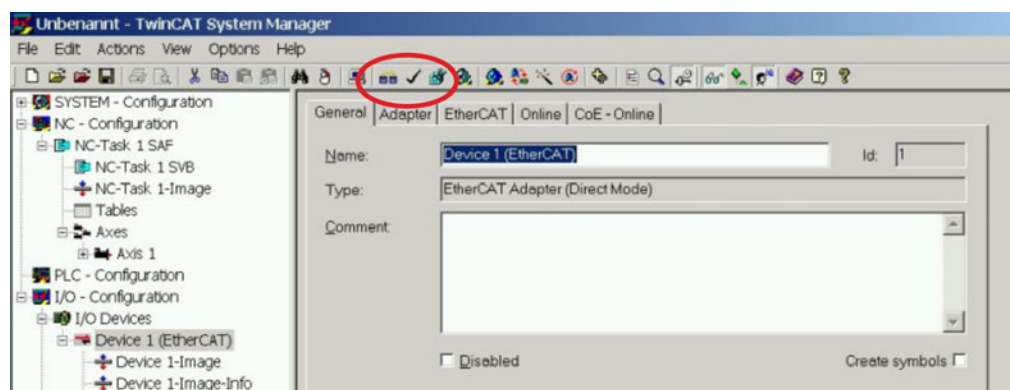 Unbenannt - TwinCAT System Manager
File Edit Actions View Options Help
SYSTEM - Configuration
NC - Configuration
NC-Task 1 SAF
NC-Task 1 SVB
NC-Task 1-Image
Tables
Axes
Axis 1
PLC - Configuration
I/O - Configuration
I/O Devices
Device 1 (EtherCAT)
Device 1-Image
Device 1-Image-Info
General Adapter EtherCAT Online CoE - Online
Name: Device 1 (EtherCAT) Id: 1
Type: EtherCAT Adapter (Direct Mode)
Comment:
Disabled Create symbols